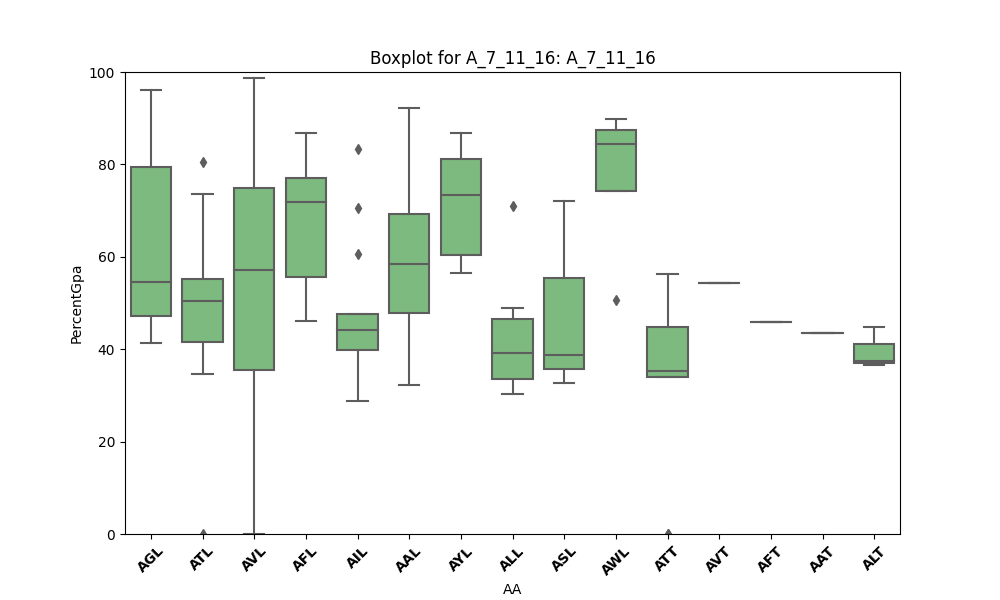 Boxplot for A_7_11_16: A_7_11_16
PercentGpa
100
80
60
40
20
0
AGL ATL AVL AFL AIL AAL AYL ALL ASL AWL ATT AVT AFT AAT ALT
AA